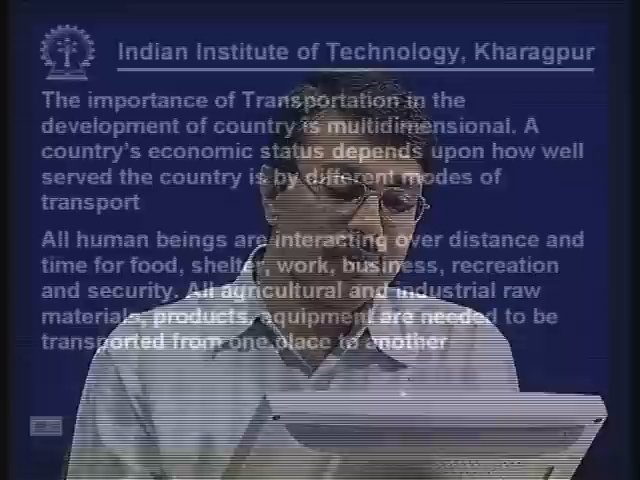 Indian Institute of Technology, Kharagpur
The importance of Transportation in the
development of country is multidimensional. A
country's economic status depends upon how well
served the country is by different modes of
transport
All human beings are interacting over distance and
time for food, shelter, work, business, recreation
and security. All agricultural and industrial raw
materials, products, equipment are needed to be
transported from one place to another